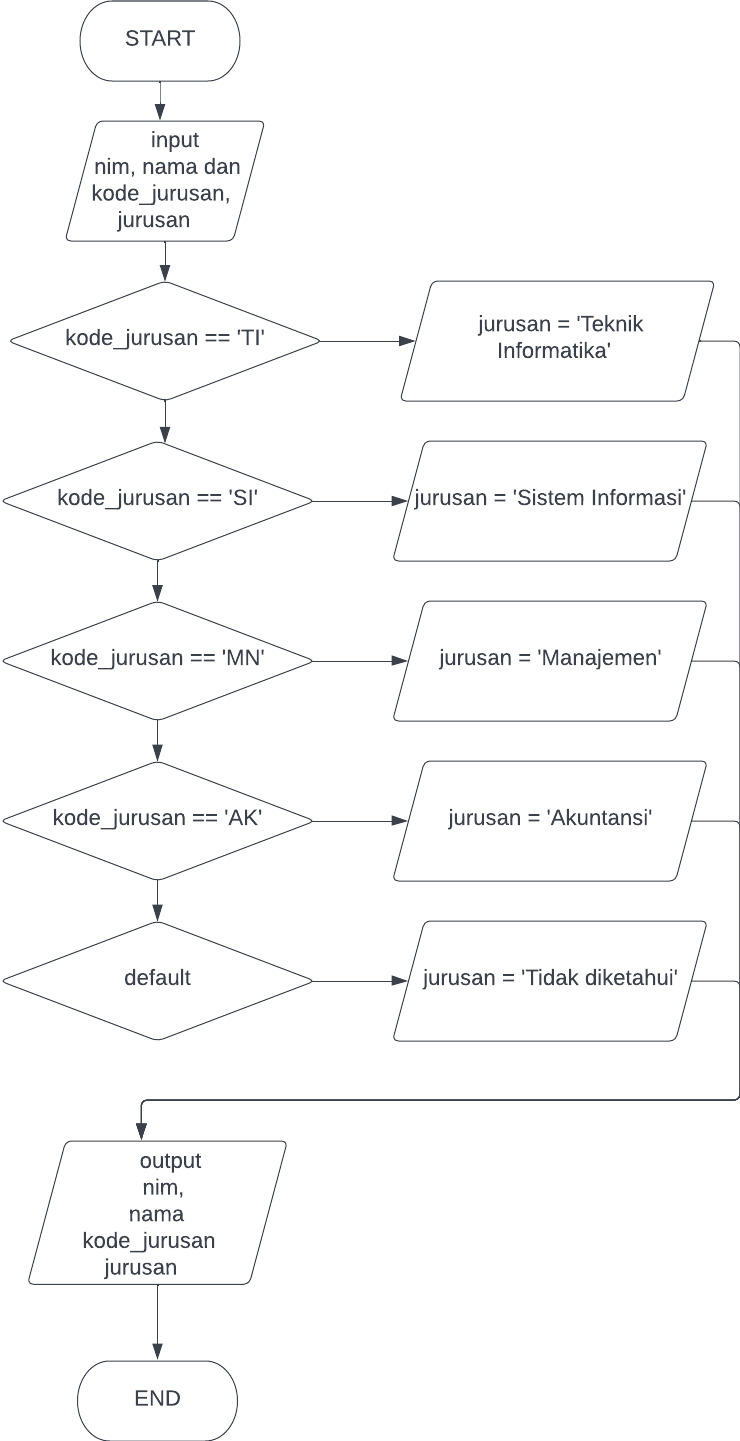 START
input
nim, nama dan
kode_jurusan,
jurusan
kode_jurusan == 'TI'
jurusan = 'Teknik
Informatika'
kode_jurusan == 'SI'
jurusan = 'Sistem Informasi'
kode_jurusan == 'MN'
jurusan = 'Manajemen'
kode_jurusan == 'AK'
jurusan = 'Akuntansi'
default
jurusan = 'Tidak diketahui'
output
nim,
nama
kode_jurusan
jurusan
END